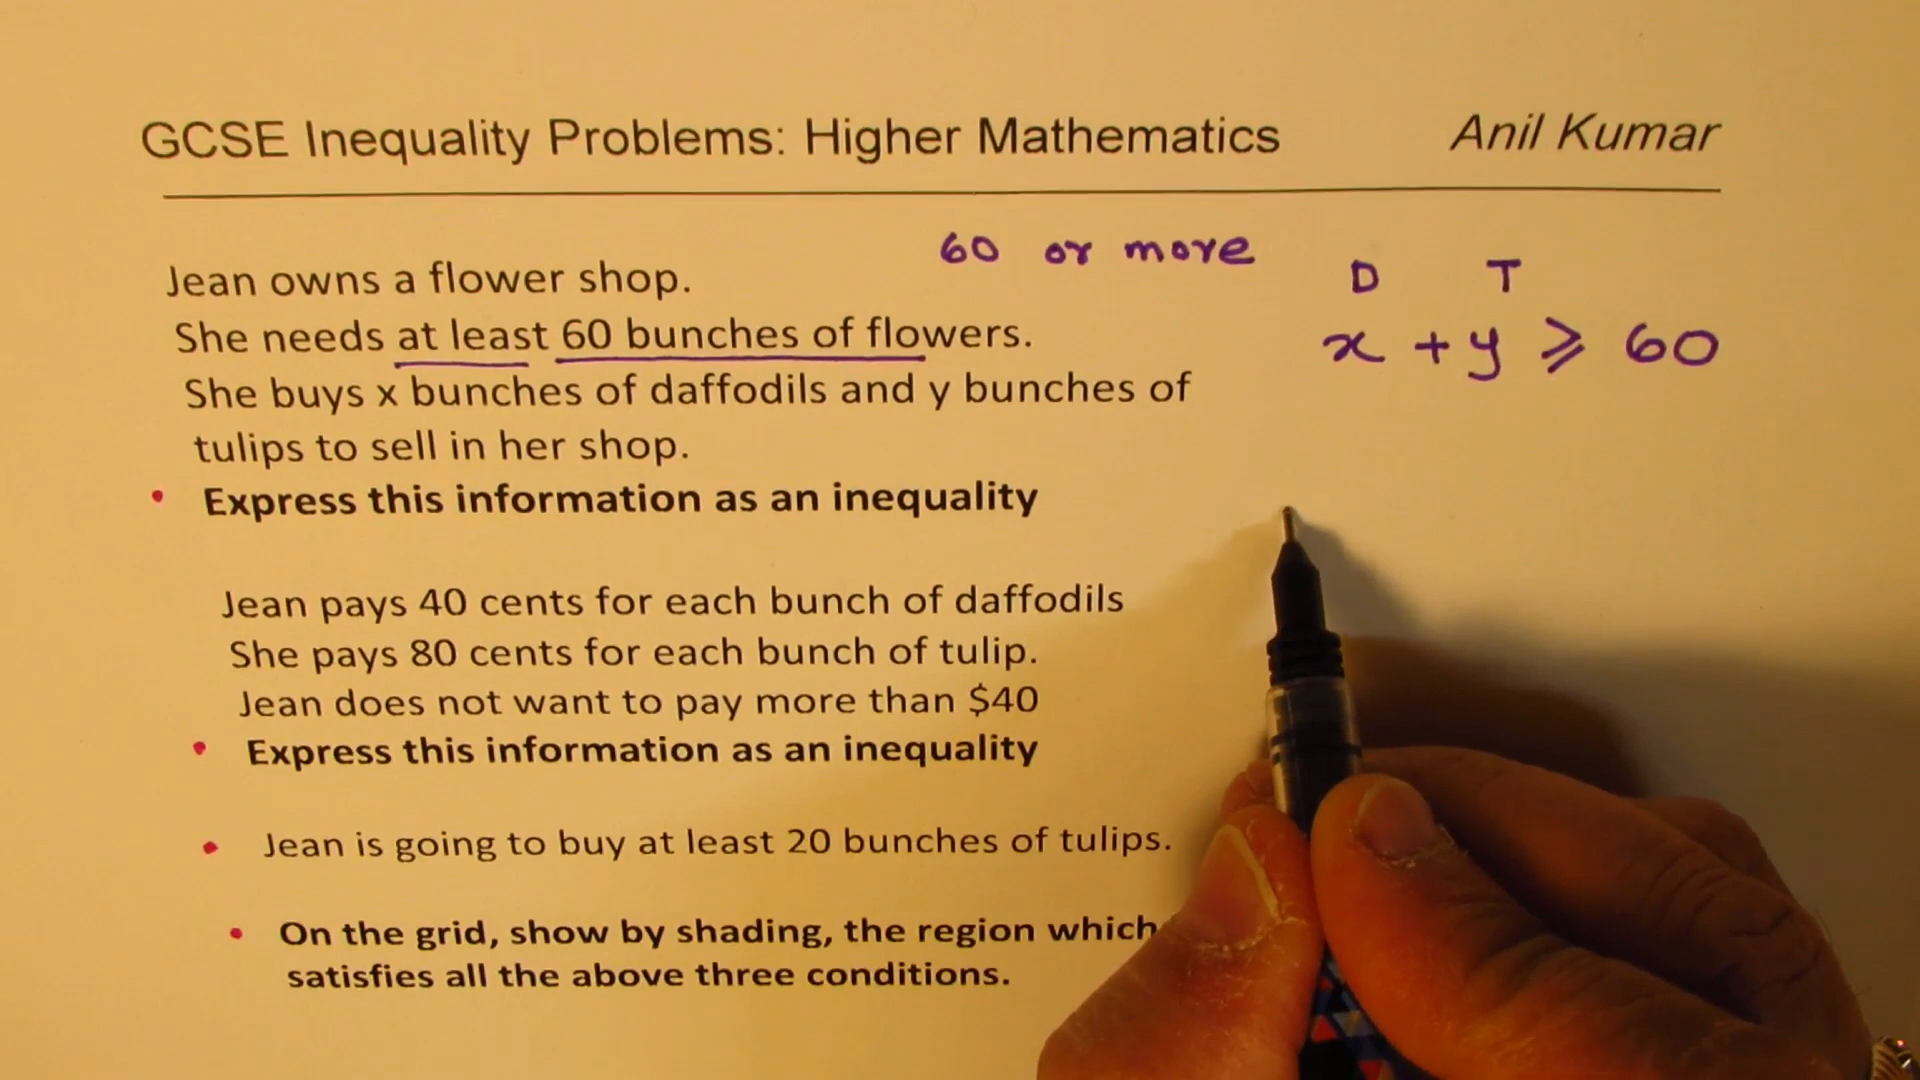 GCSE Inequality Problems: Higher Mathematics Anil Kumar
60 or more
D T
Jean owns a flower shop.
She needs at least 60 bunches of flowers.
x + y ⩾ 60
She buys x bunches of daffodils and y bunches of
tulips to sell in her shop.
• Express this information as an inequality
Jean pays 40 cents for each bunch of daffodils
She pays 80 cents for each bunch of tulip.
Jean does not want to pay more than $40
• Express this information as an inequality
• Jean is going to buy at least 20 bunches of tulips.
• On the grid, show by shading, the region which
satisfies all the above three conditions.